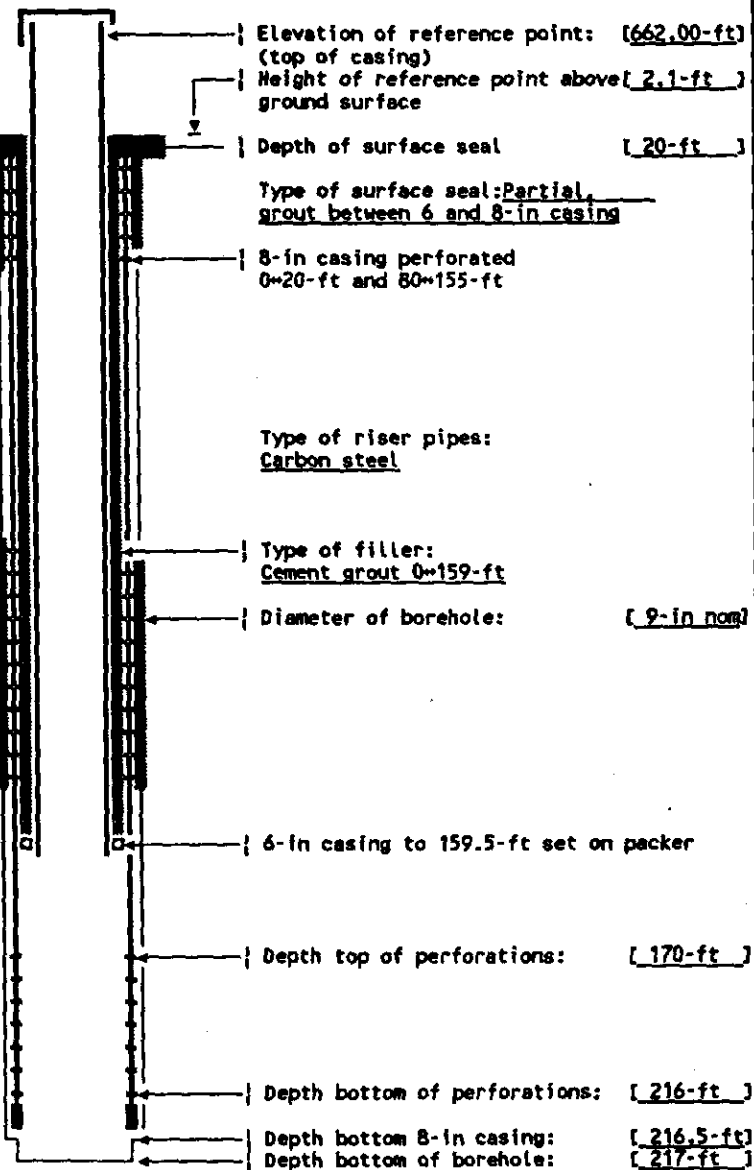 Elevation of reference point: [662.00-ft]
(top of casing)
Height of reference point above[ 2.1-ft ]
ground surface
Depth of surface seal [ 20-ft ]
Type of surface seal:Partial,
grout between 6 and 8-in casing
8-in casing perforated
0↔20-ft and 80↔155-ft
Type of riser pipes:
Carbon steel
Type of filler:
Cement grout 0↔159-ft
Diameter of borehole: [ 9-in nom]
6-in casing to 159.5-ft set on packer
Depth top of perforations: [ 170-ft ]
Depth bottom of perforations: [ 216-ft ]
Depth bottom 8-in casing: [ 216.5-ft]
Depth bottom of borehole: [ 217-ft ]